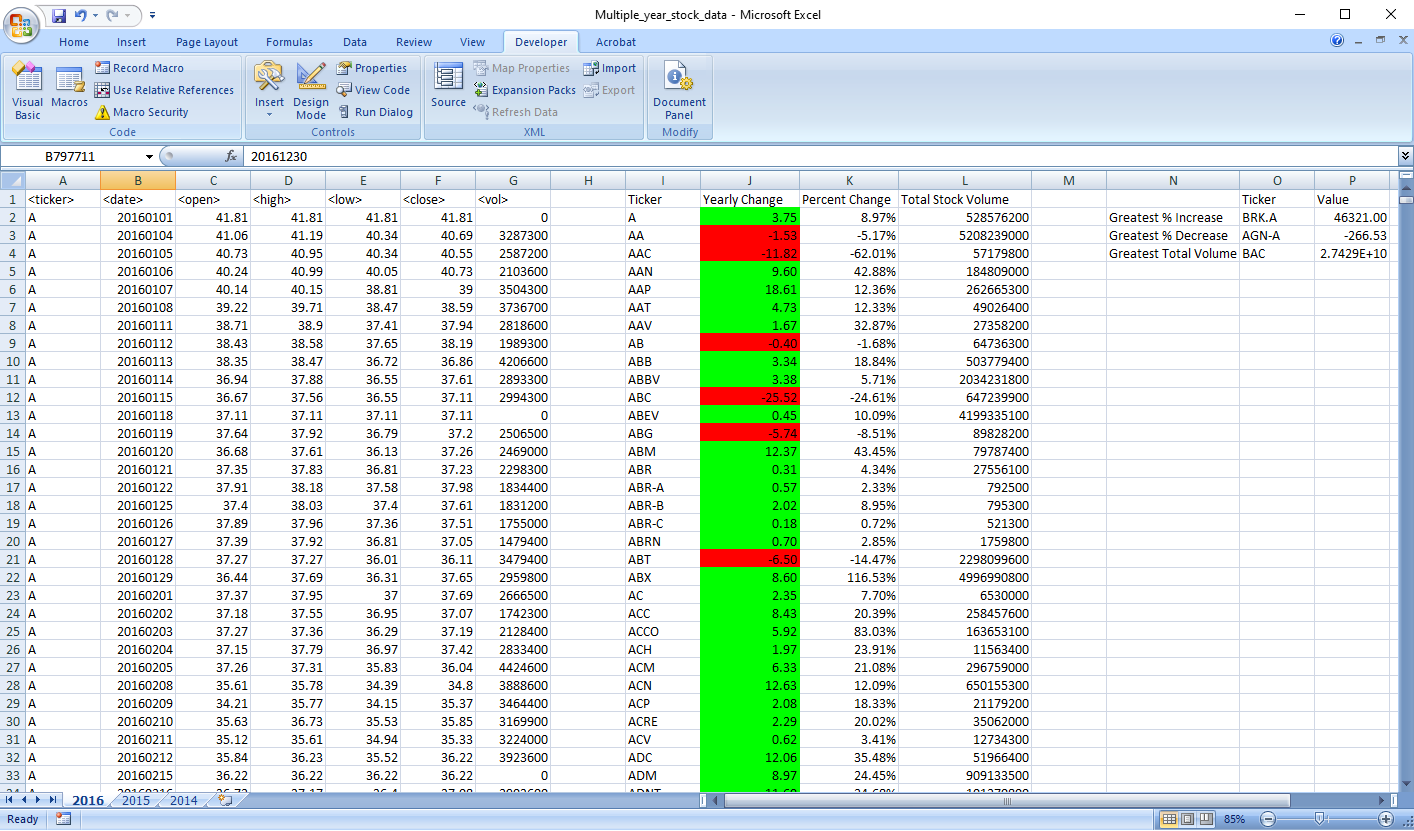 Multiple_year_stock_data - Microsoft Excel
Home Insert Page Layout Formulas Data Review View Developer Acrobat
Visual Basic
Macros
Record Macro
Use Relative References
Macro Security
Code
Insert
Design Mode
Properties
View Code
Run Dialog
Controls
Source
Map Properties
Expansion Packs
Refresh Data
Import
Export
XML
Document Panel
Modify
B797711 fx 20161230
A B C D E F G H I J K L M N O P
1 <ticker> <date> <open> <high> <low> <close> <vol> Ticker Yearly Change Percent Change Total Stock Volume Ticker Value
2 A 20160101 41.81 41.81 41.81 41.81 0 A 3.75 8.97% 528576200 Greatest % Increase BRK.A 46321.00
3 A 20160104 41.06 41.19 40.34 40.69 3287300 AA -1.53 -5.17% 5208239000 Greatest % Decrease AGN-A -266.53
4 A 20160105 40.73 40.95 40.34 40.55 2587200 AAC -11.82 -62.01% 57179800 Greatest Total Volume BAC 2.7429E+10
5 A 20160106 40.24 40.99 40.05 40.73 2103600 AAN 9.60 42.88% 184809000
6 A 20160107 40.14 40.15 38.81 39 3504300 AAP 18.61 12.36% 262665300
7 A 20160108 39.22 39.71 38.47 38.59 3736700 AAT 4.73 12.33% 49026400
8 A 20160111 38.71 38.9 37.41 37.94 2818600 AAV 1.67 32.87% 27358200
9 A 20160112 38.43 38.58 37.65 38.19 1989300 AB -0.40 -1.68% 64736300
10 A 20160113 38.35 38.47 36.72 36.86 4206600 ABB 3.34 18.84% 503779400
11 A 20160114 36.94 37.88 36.55 37.61 2893300 ABBV 3.38 5.71% 2034231800
12 A 20160115 36.67 37.56 36.55 37.11 2994300 ABC -25.52 -24.61% 647239900
13 A 20160118 37.11 37.11 37.11 37.11 0 ABEV 0.45 10.09% 4199335100
14 A 20160119 37.64 37.92 36.79 37.2 2506500 ABG -5.74 -8.51% 89828200
15 A 20160120 36.68 37.61 36.13 37.26 2469000 ABM 12.37 43.45% 79787400
16 A 20160121 37.35 37.83 36.81 37.23 2298300 ABR 0.31 4.34% 27556100
17 A 20160122 37.91 38.18 37.58 37.98 1834400 ABR-A 0.57 2.33% 792500
18 A 20160125 37.4 38.03 37.4 37.61 1831200 ABR-B 2.02 8.95% 795300
19 A 20160126 37.89 37.96 37.36 37.51 1755000 ABR-C 0.18 0.72% 521300
20 A 20160127 37.39 37.92 36.81 37.05 1479400 ABRN 0.70 2.85% 1759800
21 A 20160128 37.27 37.27 36.01 36.11 3479400 ABT -6.50 -14.47% 2298099600
22 A 20160129 36.44 37.69 36.31 37.65 2959800 ABX 8.60 116.53% 4996990800
23 A 20160201 37.37 37.95 37 37.69 2666500 AC 2.35 7.70% 6530000
24 A 20160202 37.18 37.55 36.95 37.07 1742300 ACC 8.43 20.39% 258457600
25 A 20160203 37.27 37.36 36.29 37.19 2128400 ACCO 5.92 83.03% 163653100
26 A 20160204 37.15 37.79 36.97 37.42 2833400 ACH 1.97 23.91% 11563400
27 A 20160205 37.26 37.31 35.83 36.04 4424600 ACM 6.33 21.08% 296759000
28 A 20160208 35.61 35.78 34.39 34.8 3888600 ACN 12.63 12.09% 650155300
29 A 20160209 34.21 35.77 34.15 35.37 3464400 ACP 2.08 18.33% 21179200
30 A 20160210 35.63 36.73 35.53 35.85 3169900 ACRE 2.29 20.02% 35062000
31 A 20160211 35.12 35.61 34.94 35.33 3224000 ACV 0.62 3.41% 12734300
32 A 20160212 35.84 36.23 35.52 36.22 3923600 ADC 12.06 35.48% 51966400
33 A 20160215 36.22 36.22 36.22 36.22 0 ADM 8.97 24.45% 909133500
2016 2015 2014
Ready 85%